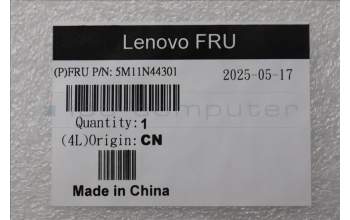 Lenovo FRU
(P)FRU P/N: 5M11N44301 2025-05-17
Quantity: 1
(4L)Origin: CN
Made in China